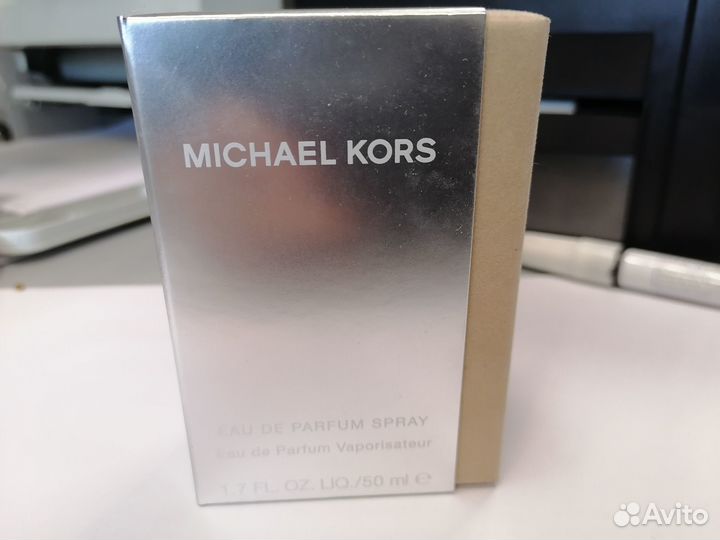 MICHAEL KORS
EAU DE PARFUM SPRAY
Eau de Parfum Vaporisateur
1.7 FL. OZ. LIQ./50 ml ℮
Avito